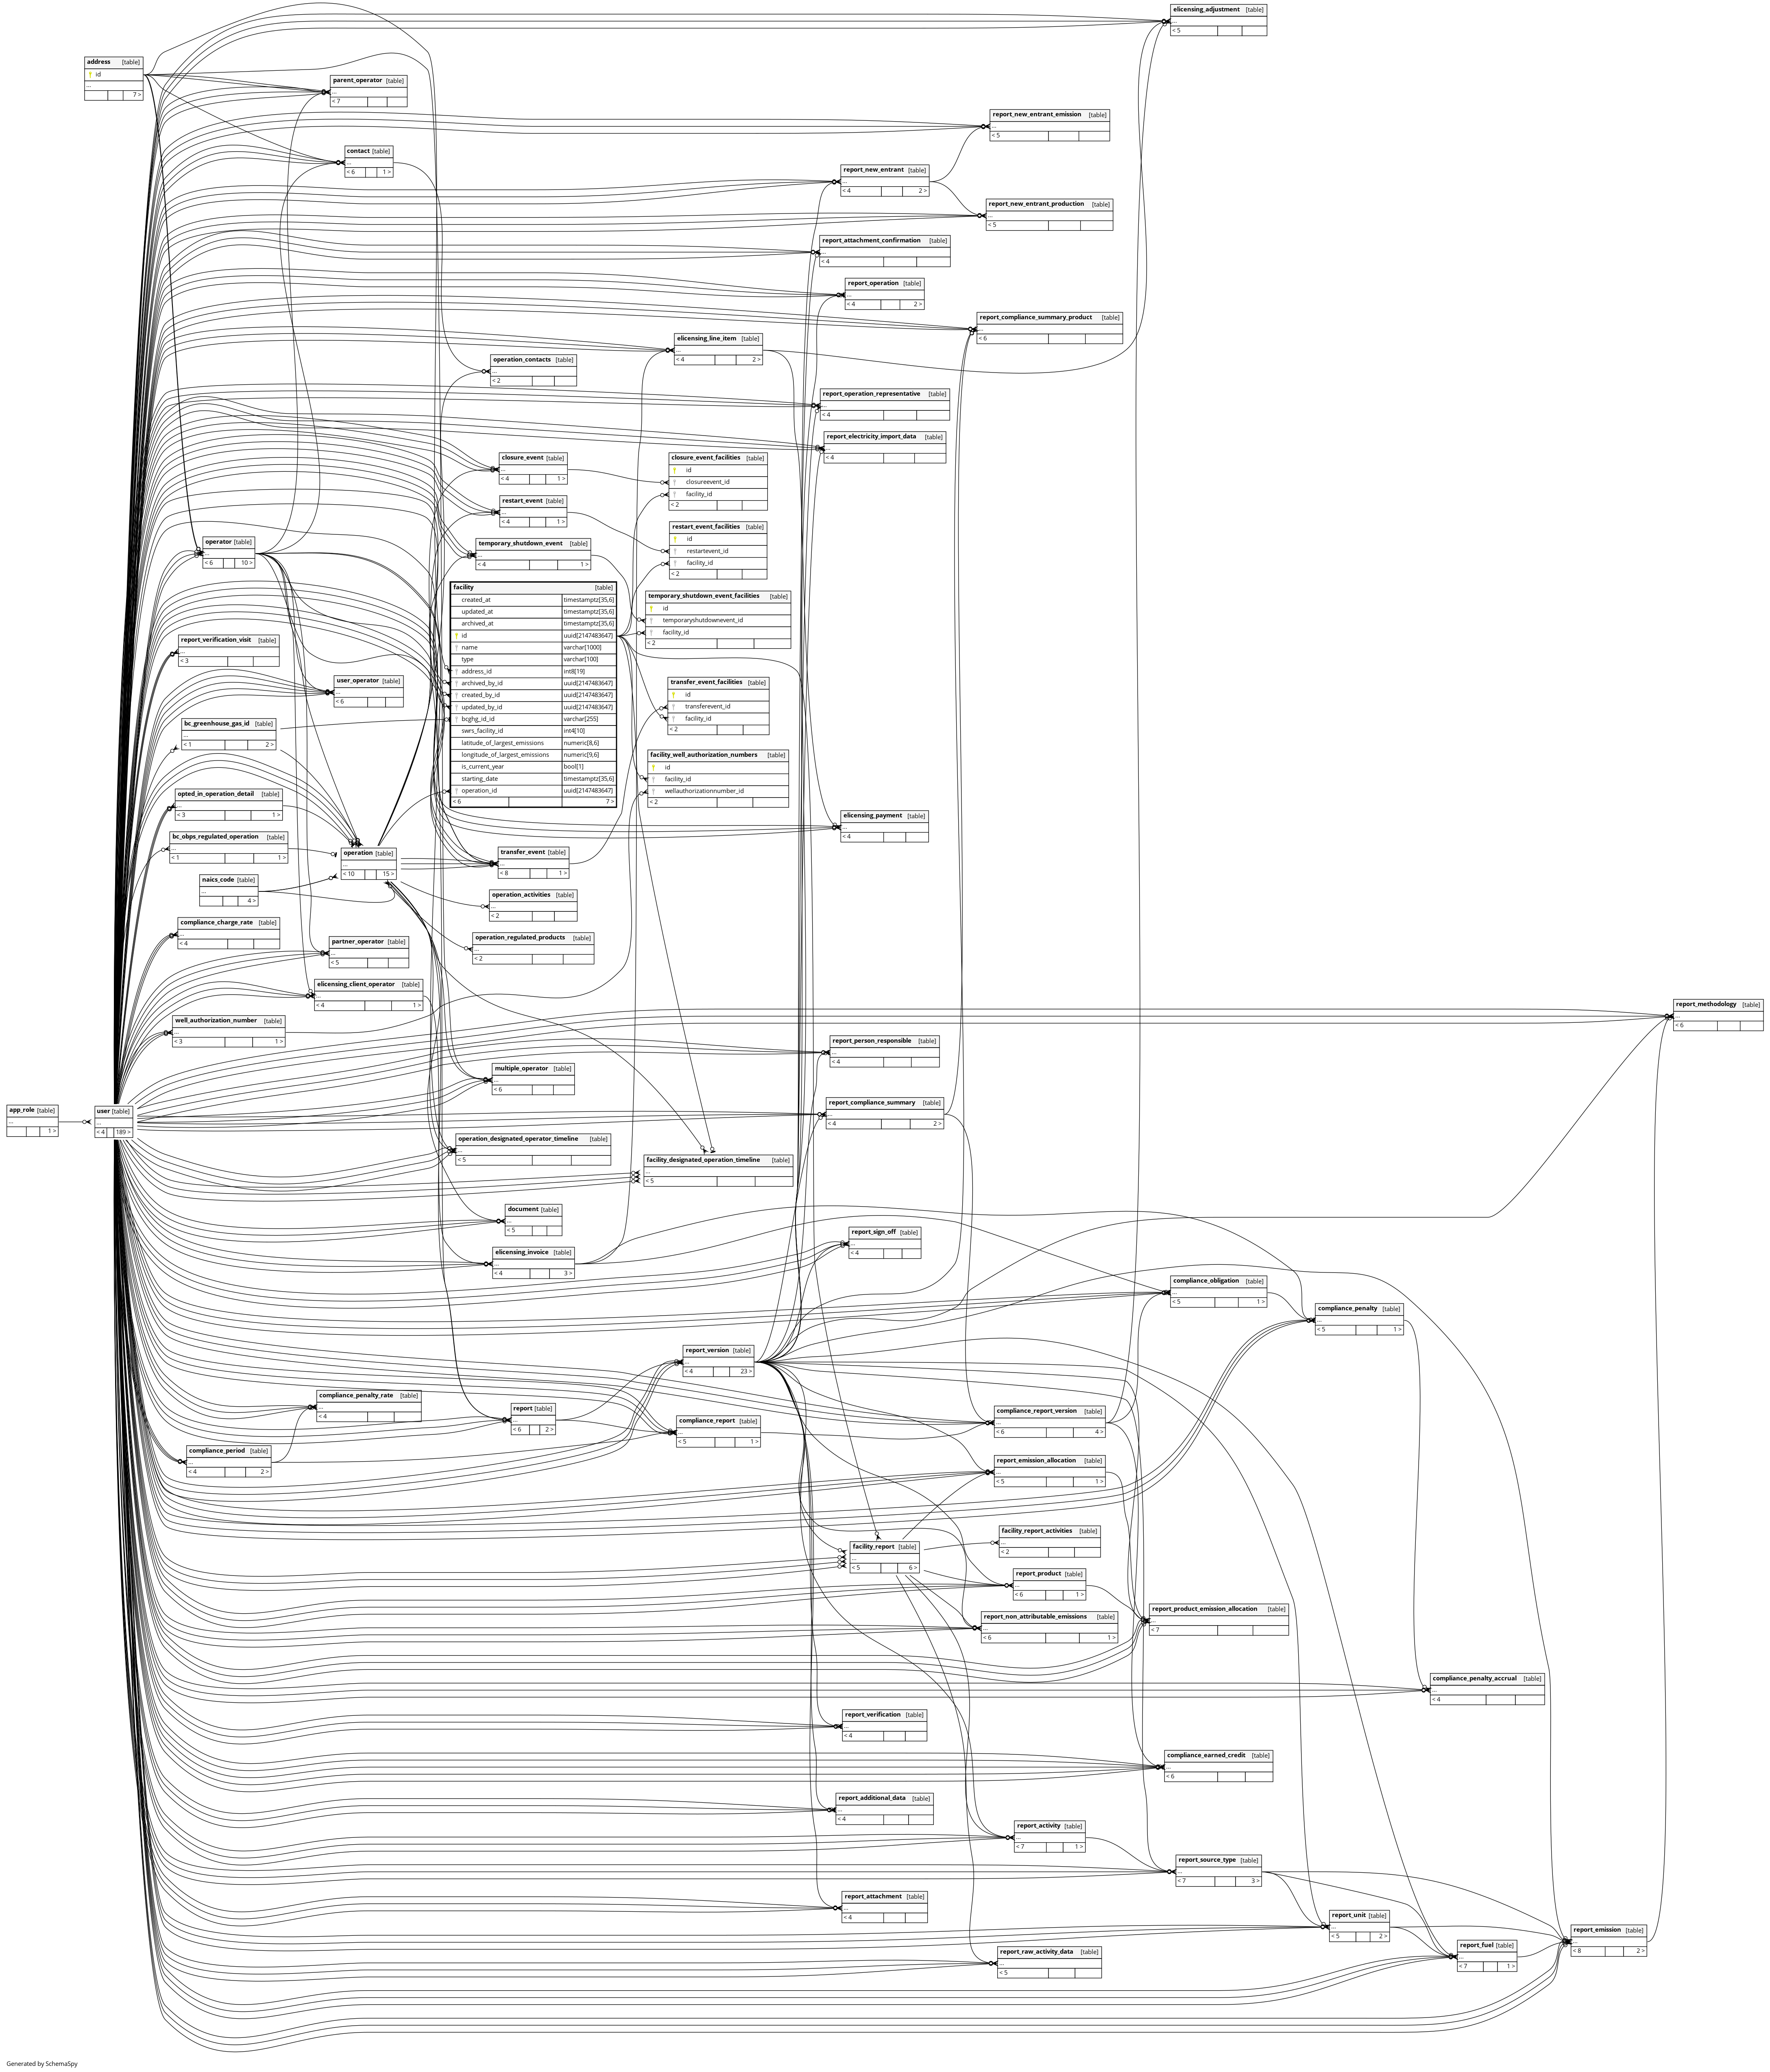 elicensing_adjustment [table]
...
< 5
address [table]
id
...
7 >
parent_operator [table]
...
< 7
report_new_entrant_emission [table]
...
< 5
contact [table]
...
< 6 1 >
report_new_entrant [table]
...
< 4 2 >
report_new_entrant_production [table]
...
< 5
report_attachment_confirmation [table]
...
< 4
report_operation [table]
...
< 4 2 >
report_compliance_summary_product [table]
...
< 6
elicensing_line_item [table]
...
< 4 2 >
operation_contacts [table]
...
< 2
report_operation_representative [table]
...
< 4
report_electricity_import_data [table]
...
< 4
closure_event [table]
...
< 4 1 >
closure_event_facilities [table]
id
closureevent_id
facility_id
< 2
restart_event [table]
...
< 4 1 >
restart_event_facilities [table]
id
restartevent_id
facility_id
< 2
operator [table]
...
< 6 10 >
temporary_shutdown_event [table]
...
< 4 1 >
facility [table]
created_at timestamptz[35,6]
updated_at timestamptz[35,6]
archived_at timestamptz[35,6]
id uuid[2147483647]
name varchar[1000]
type varchar[100]
address_id int8[19]
archived_by_id uuid[2147483647]
created_by_id uuid[2147483647]
updated_by_id uuid[2147483647]
bcghg_id_id varchar[255]
swrs_facility_id int4[10]
latitude_of_largest_emissions numeric[8,6]
longitude_of_largest_emissions numeric[9,6]
is_current_year bool[1]
starting_date timestamptz[35,6]
operation_id uuid[2147483647]
< 6 7 >
temporary_shutdown_event_facilities [table]
id
temporaryshutdownevent_id
facility_id
< 2
report_verification_visit [table]
...
< 3
user_operator [table]
...
< 6
transfer_event_facilities [table]
id
transferevent_id
facility_id
< 2
bc_greenhouse_gas_id [table]
...
< 1 2 >
facility_well_authorization_numbers [table]
id
facility_id
wellauthorizationnumber_id
< 2
opted_in_operation_detail [table]
...
< 3 1 >
elicensing_payment [table]
...
< 4
bc_obps_regulated_operation [table]
...
< 1 1 >
operation [table]
...
< 10 15 >
transfer_event [table]
...
< 8 1 >
naics_code [table]
...
4 >
operation_activities [table]
...
< 2
compliance_charge_rate [table]
...
< 4
partner_operator [table]
...
< 5
operation_regulated_products [table]
...
< 2
elicensing_client_operator [table]
...
< 4 1 >
report_methodology [table]
...
< 6
well_authorization_number [table]
...
< 3 1 >
report_person_responsible [table]
...
< 4
multiple_operator [table]
...
< 6
app_role [table]
...
1 >
user [table]
...
< 4 189 >
report_compliance_summary [table]
...
< 4 2 >
operation_designated_operator_timeline [table]
...
< 5
facility_designated_operation_timeline [table]
...
< 5
document [table]
...
< 5
report_sign_off [table]
...
< 4
elicensing_invoice [table]
...
< 4 3 >
compliance_obligation [table]
...
< 5 1 >
compliance_penalty [table]
...
< 5 1 >
report_version [table]
...
< 4 23 >
compliance_penalty_rate [table]
...
< 4
report [table]
...
< 6 2 >
compliance_report [table]
...
< 5 1 >
compliance_report_version [table]
...
< 6 4 >
compliance_period [table]
...
< 4 2 >
report_emission_allocation [table]
...
< 5 1 >
facility_report_activities [table]
...
< 2
facility_report [table]
...
< 5 6 >
report_product [table]
...
< 6 1 >
report_product_emission_allocation [table]
...
< 7
report_non_attributable_emissions [table]
...
< 6 1 >
compliance_penalty_accrual [table]
...
< 4
report_verification [table]
...
< 4
compliance_earned_credit [table]
...
< 6
report_additional_data [table]
...
< 4
report_activity [table]
...
< 7 1 >
report_source_type [table]
...
< 7 3 >
report_attachment [table]
...
< 4
report_unit [table]
...
< 5 2 >
report_emission [table]
...
< 8 2 >
report_fuel [table]
...
< 7 1 >
report_raw_activity_data [table]
...
< 5
Generated by SchemaSpy